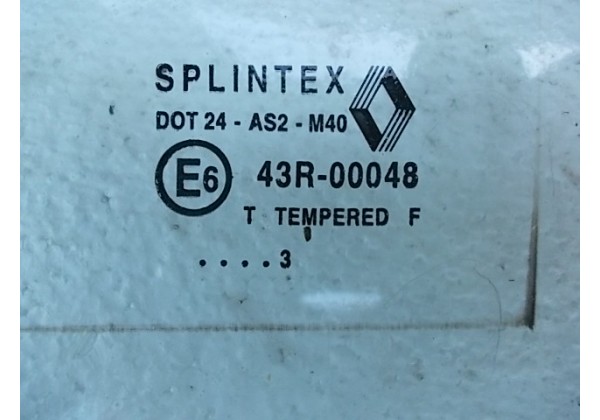 SPLINTEX
DOT 24 - AS2 - M40
E6 43R-00048
T TEMPERED F
....3